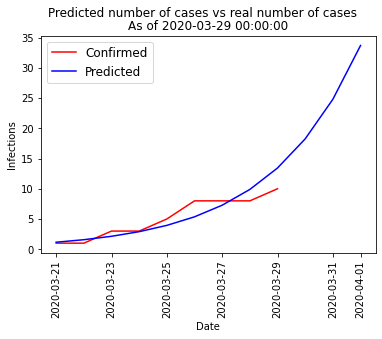 Predicted number of cases vs real number of cases
As of 2020-03-29 00:00:00
Confirmed
Predicted
Infections
35
30
25
20
15
10
5
0
2020-03-21
2020-03-23
2020-03-25
2020-03-27
2020-03-29
2020-03-31
2020-04-01
Date